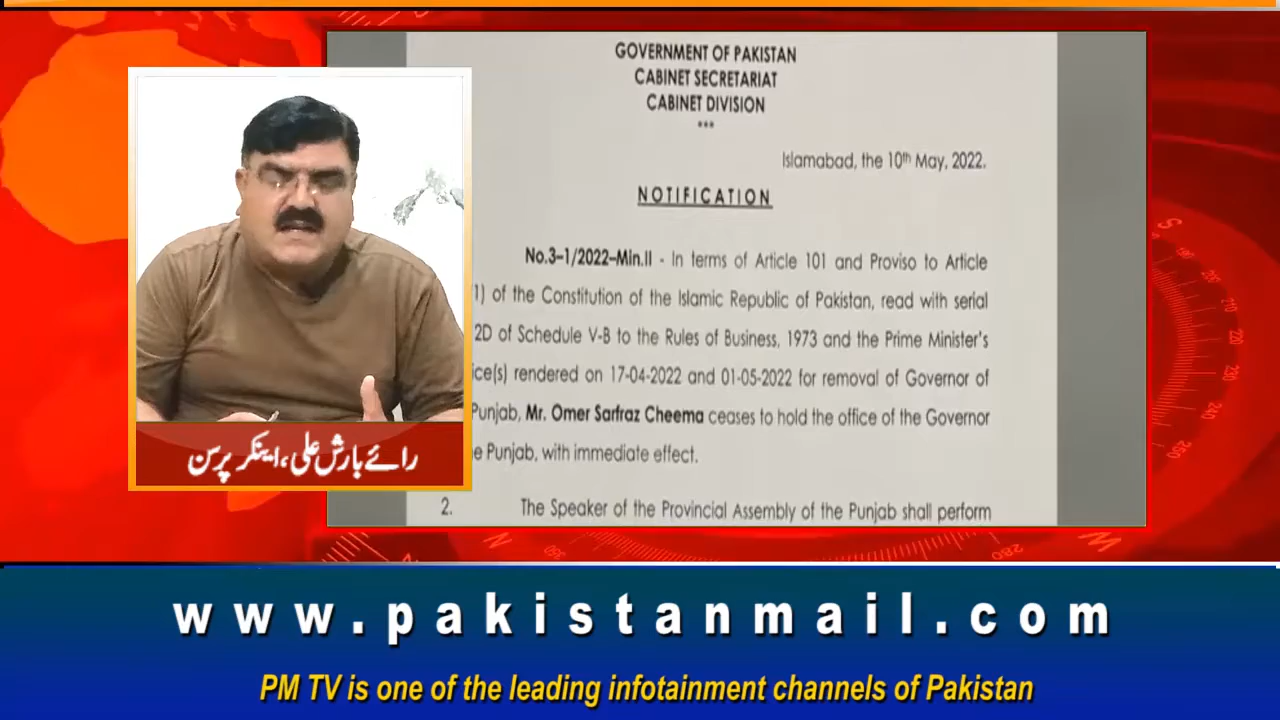 GOVERNMENT OF PAKISTAN
CABINET SECRETARIAT
CABINET DIVISION
***
Islamabad, the 10th May, 2022.
NOTIFICATION
No.3-1/2022-Min.II - In terms of Article 101 and Proviso to Article
1) of the Constitution of the Islamic Republic of Pakistan, read with serial
2D of Schedule V-B to the Rules of Business, 1973 and the Prime Minister's
ice(s) rendered on 17-04-2022 and 01-05-2022 for removal of Governor of
Punjab, Mr. Omer Sarfraz Cheema ceases to hold the office of the Governor
e Punjab, with immediate effect.
2. The Speaker of the Provincial Assembly of the Punjab shall perform
رائے بارش علی، اینکر پرسن
www.pakistanmail.com
PM TV is one of the leading infotainment channels of Pakistan